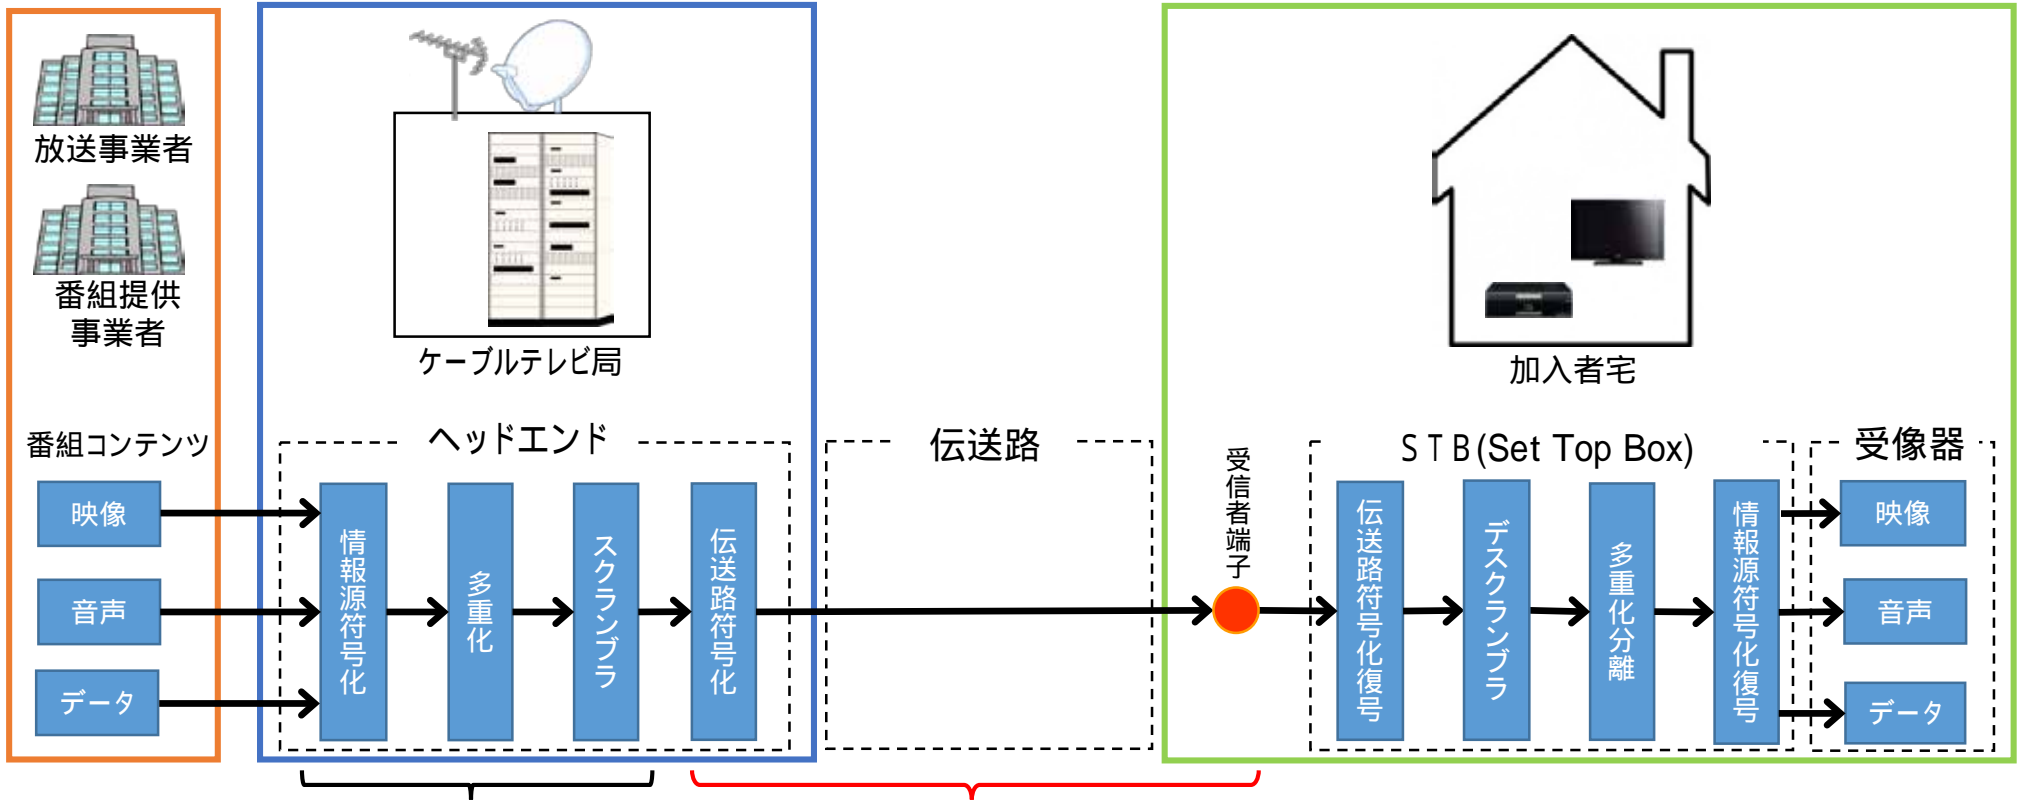 放送事業者
番組提供
事業者
番組コンテンツ
映像
音声
データ
ケーブルテレビ局
ヘッドエンド
情報源符号化
多重化
スクランブラ
伝送路符号化
伝送路
受信者端子
加入者宅
STB(Set Top Box)
伝送路符号化復号
デスクランブラ
多重化分離
情報源符号化復号
受像器
映像
音声
データ